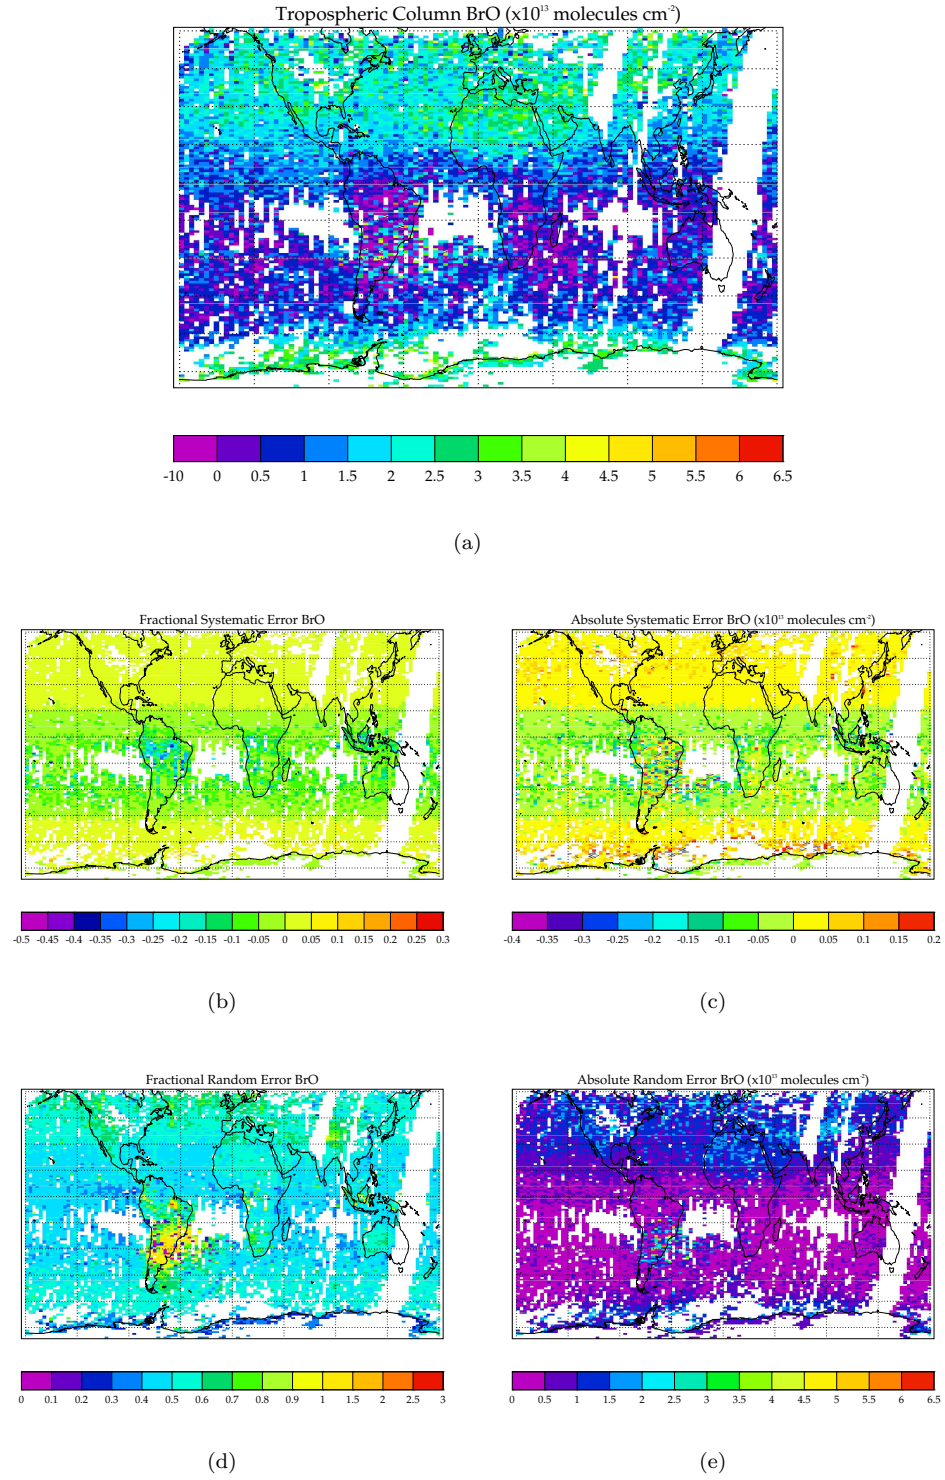 Tropospheric Column BrO (x10¹³ molecules cm⁻²)
-10 0 0.5 1 1.5 2 2.5 3 3.5 4 4.5 5 5.5 6 6.5
(a)
Fractional Systematic Error BrO
Absolute Systematic Error BrO (x10¹³ molecules cm⁻²)
-0.5 -0.45 -0.4 -0.35 -0.3 -0.25 -0.2 -0.15 -0.1 -0.05 0 0.05 0.1 0.15 0.2 0.25 0.3
-0.4 -0.35 -0.3 -0.25 -0.2 -0.15 -0.1 -0.05 0 0.05 0.1 0.15 0.2
(b)
(c)
Fractional Random Error BrO
Absolute Random Error BrO (x10¹³ molecules cm⁻²)
0 0.1 0.2 0.3 0.4 0.5 0.6 0.7 0.8 0.9 1 1.5 2 2.5 3
0 0.5 1 1.5 2 2.5 3 3.5 4 4.5 5 5.5 6 6.5
(d)
(e)